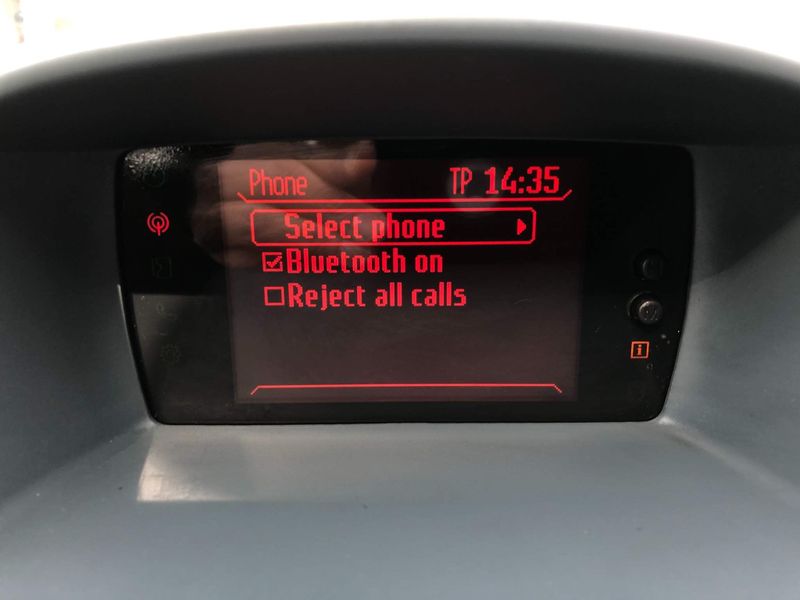 Phone TP 14:35
Select phone
Bluetooth on
Reject all calls
i